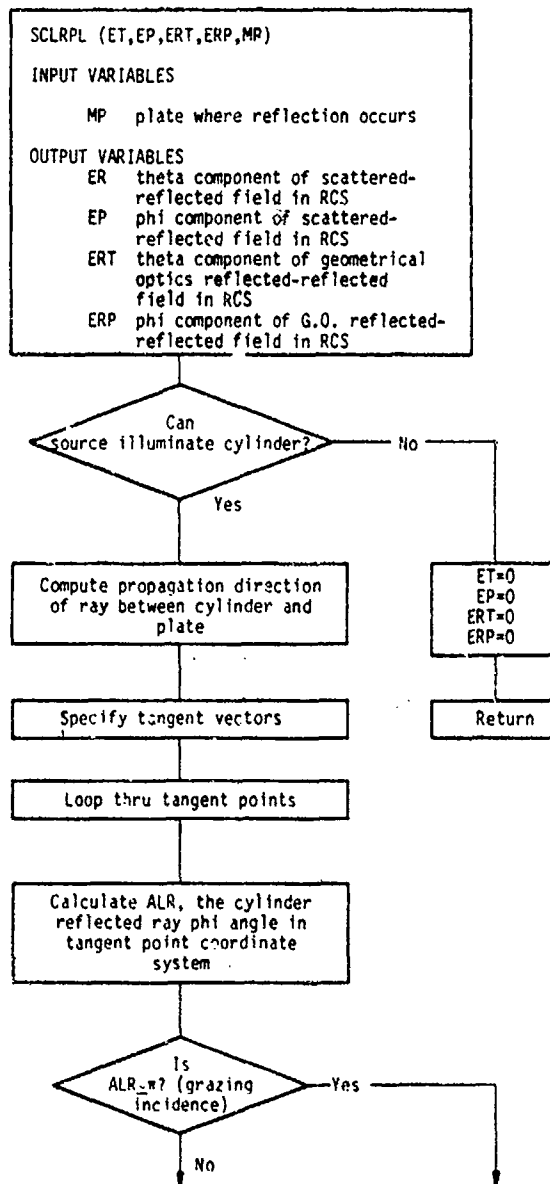 SCLRPL (ET,EP,ERT,ERP,MP)
INPUT VARIABLES
MP plate where reflection occurs
OUTPUT VARIABLES
ER theta component of scattered-
reflected field in RCS
EP phi component of scattered-
reflected field in RCS
ERT theta component of geometrical
optics reflected-reflected
field in RCS
ERP phi component of G.O. reflected-
reflected field in RCS
Can
source illuminate cylinder?
No
Yes
Compute propagation direction
of ray between cylinder and
plate
ET=0
EP=0
ERT=0
ERP=0
Specify tangent vectors
Return
Loop thru tangent points
Calculate ALR, the cylinder
reflected ray phi angle in
tangent point coordinate
system
Is
ALR≃π? (grazing
incidence)
Yes
No